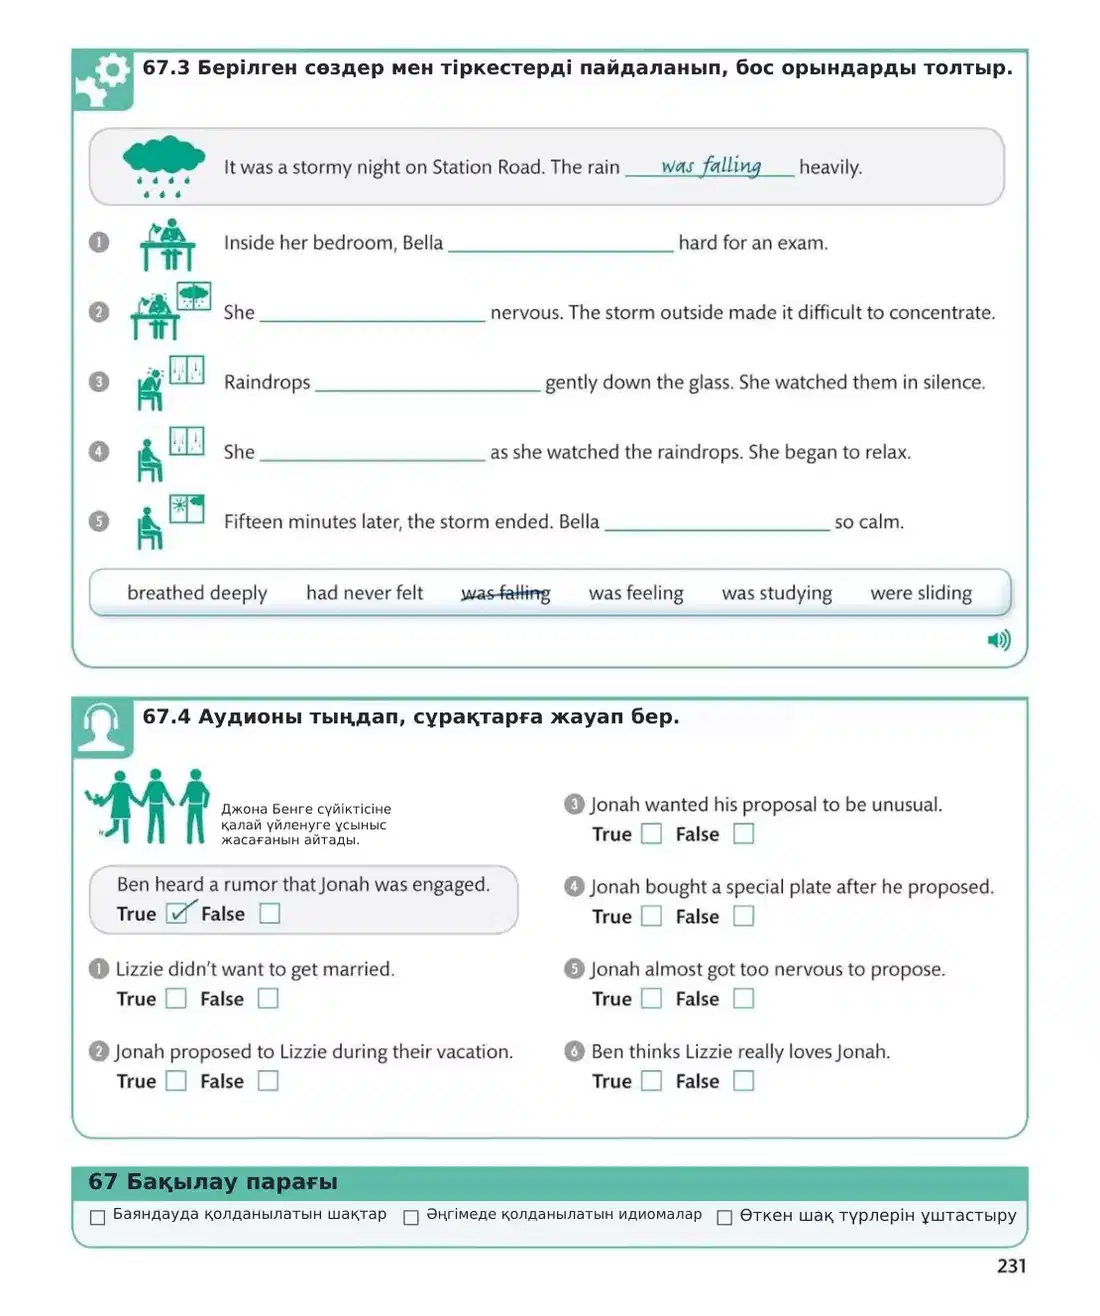 67.3 Берілген сөздер мен тіркестерді пайдаланып, бос орындарды толтыр.
It was a stormy night on Station Road. The rain was falling heavily.
1 Inside her bedroom, Bella ____ hard for an exam.
2 She ____ nervous. The storm outside made it difficult to concentrate.
3 Raindrops ____ gently down the glass. She watched them in silence.
4 She ____ as she watched the raindrops. She began to relax.
5 Fifteen minutes later, the storm ended. Bella ____ so calm.
breathed deeply had never felt was falling was feeling was studying were sliding
67.4 Аудионы тыңдап, сұрақтарға жауап бер.
Джона Бенге сүйіктісіне
қалай үйленуге ұсыныс
жасағанын айтады.
Ben heard a rumor that Jonah was engaged.
True False
1 Lizzie didn't want to get married.
True False
2 Jonah proposed to Lizzie during their vacation.
True False
3 Jonah wanted his proposal to be unusual.
True False
4 Jonah bought a special plate after he proposed.
True False
5 Jonah almost got too nervous to propose.
True False
6 Ben thinks Lizzie really loves Jonah.
True False
67 Бақылау парағы
Баяндауда қолданылатын шақтар Әңгімеде қолданылатын идиомалар Өткен шақ түрлерін ұштастыру
231